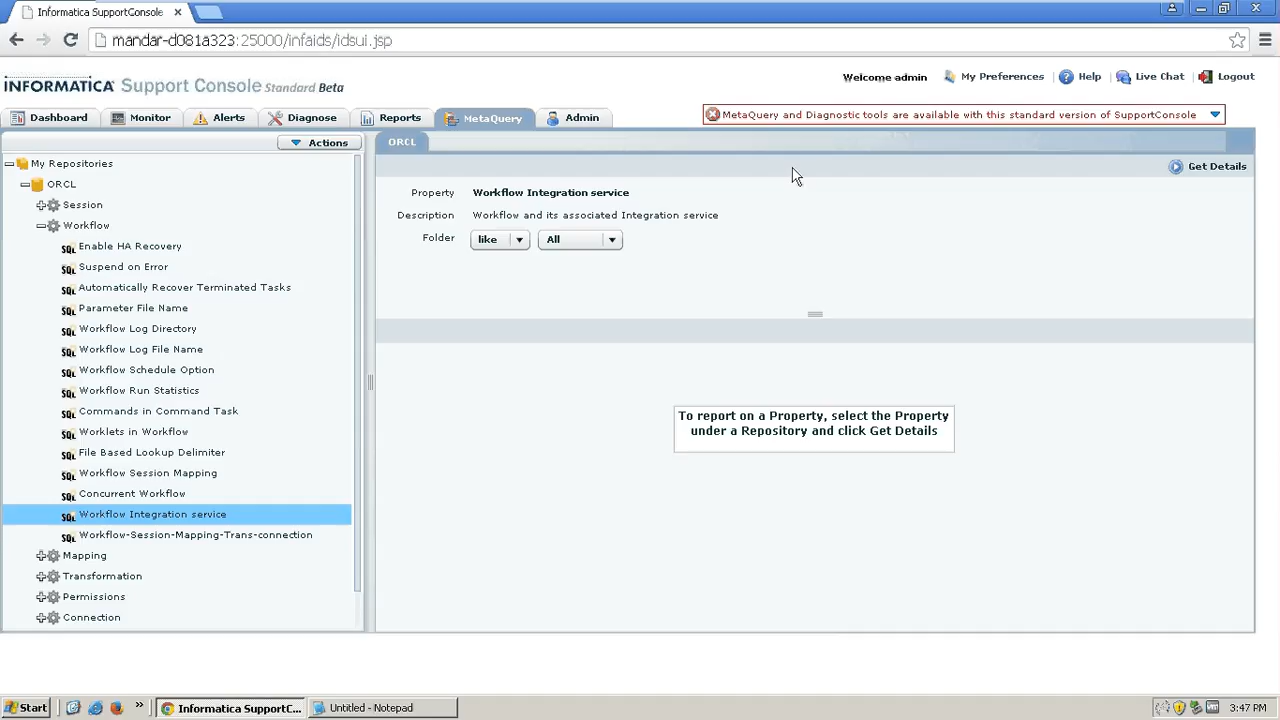 Informatica SupportConsole
mandar-d081a323:25000/infaids/idsui.jsp
INFORMATICA Support Console Standard Beta
Welcome admin My Preferences Help Live Chat Logout
Dashboard Monitor Alerts Diagnose Reports MetaQuery Admin
MetaQuery and Diagnostic tools are available with this standard version of SupportConsole
Actions
My Repositories
ORCL
Session
Workflow
Enable HA Recovery
Suspend on Error
Automatically Recover Terminated Tasks
Parameter File Name
Workflow Log Directory
Workflow Log File Name
Workflow Schedule Option
Workflow Run Statistics
Commands in Command Task
Worklets in Workflow
File Based Lookup Delimiter
Workflow Session Mapping
Concurrent Workflow
Workflow Integration service
Workflow-Session-Mapping-Trans-connection
Mapping
Transformation
Permissions
Connection
ORCL
Get Details
Property Workflow Integration service
Description Workflow and its associated Integration service
Folder like All
To report on a Property, select the Property
under a Repository and click Get Details
Start Informatica SupportC... Untitled - Notepad 3:47 PM